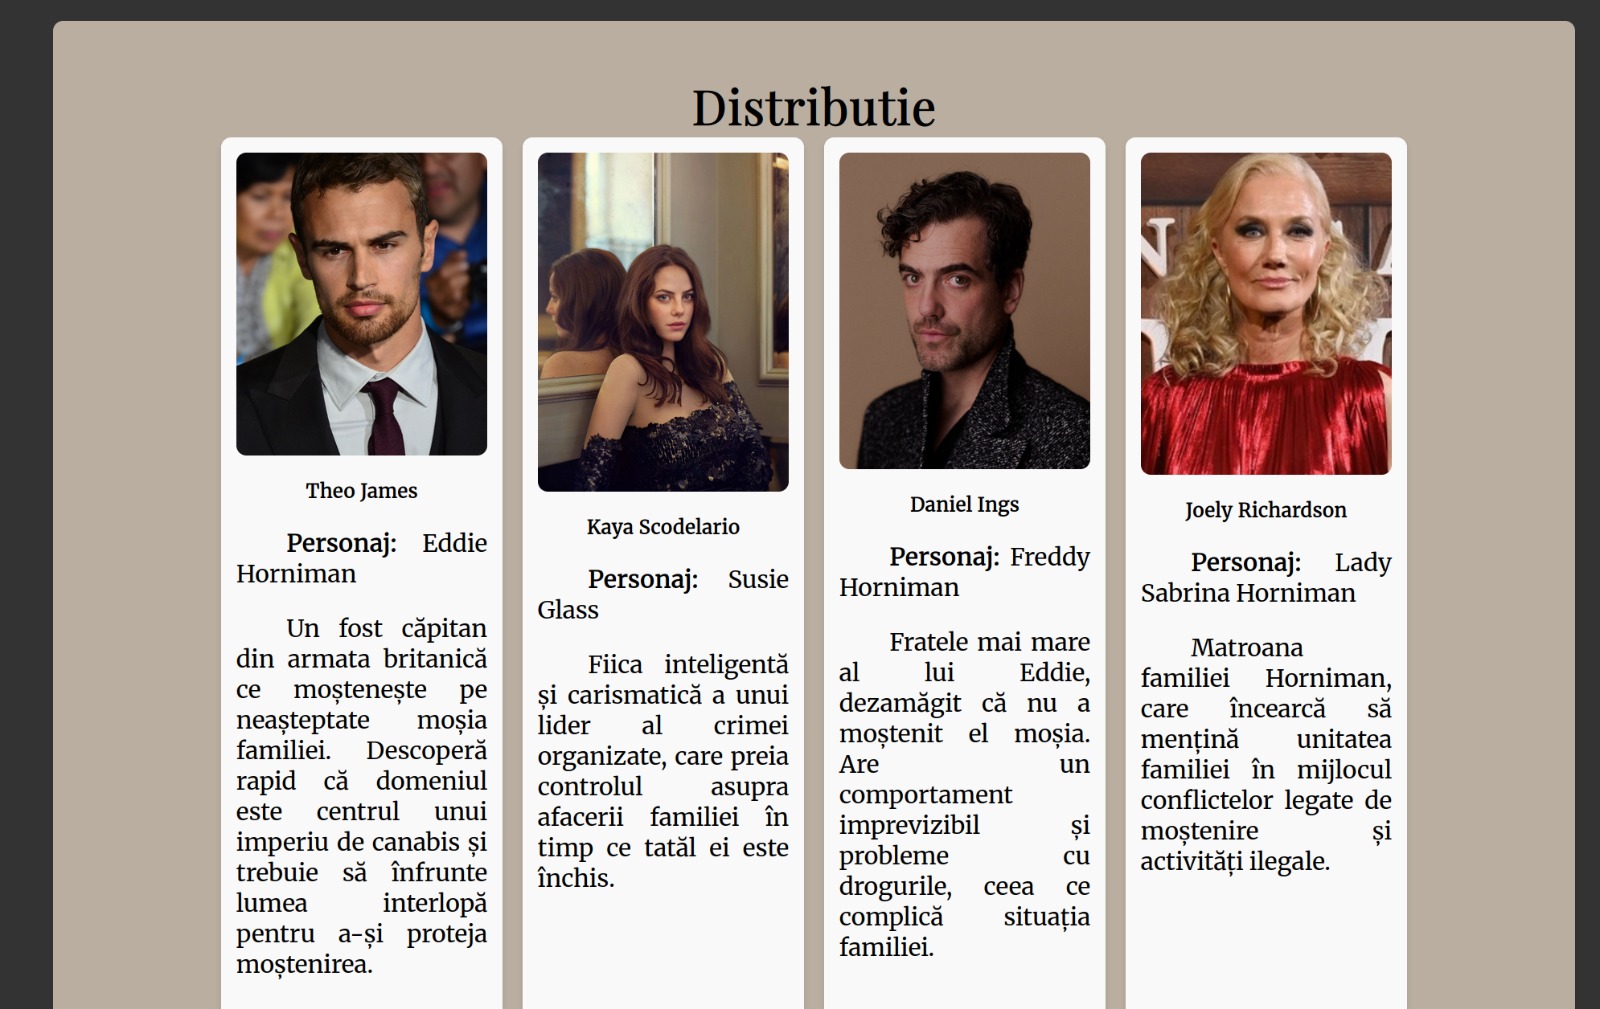 Distributie
Theo James
Personaj: Eddie
Horniman
Un fost căpitan
din armata britanică
ce moștenește pe
neașteptate moșia
familiei. Descoperă
rapid că domeniul
este centrul unui
imperiu de canabis și
trebuie să înfrunte
lumea interlopă
pentru a-și proteja
moștenirea.
Kaya Scodelario
Personaj: Susie
Glass
Fiica inteligentă
și carismatică a unui
lider al crimei
organizate, care preia
controlul asupra
afacerii familiei în
timp ce tatăl ei este
închis.
Daniel Ings
Personaj: Freddy
Horniman
Fratele mai mare
al lui Eddie,
dezamăgit că nu a
moștenit el moșia.
Are un
comportament
imprevizibil și
probleme cu
drogurile, ceea ce
complică situația
familiei.
Joely Richardson
Personaj: Lady
Sabrina Horniman
Matroana
familiei Horniman,
care încearcă să
mențină unitatea
familiei în mijlocul
conflictelor legate de
moștenire și
activități ilegale.